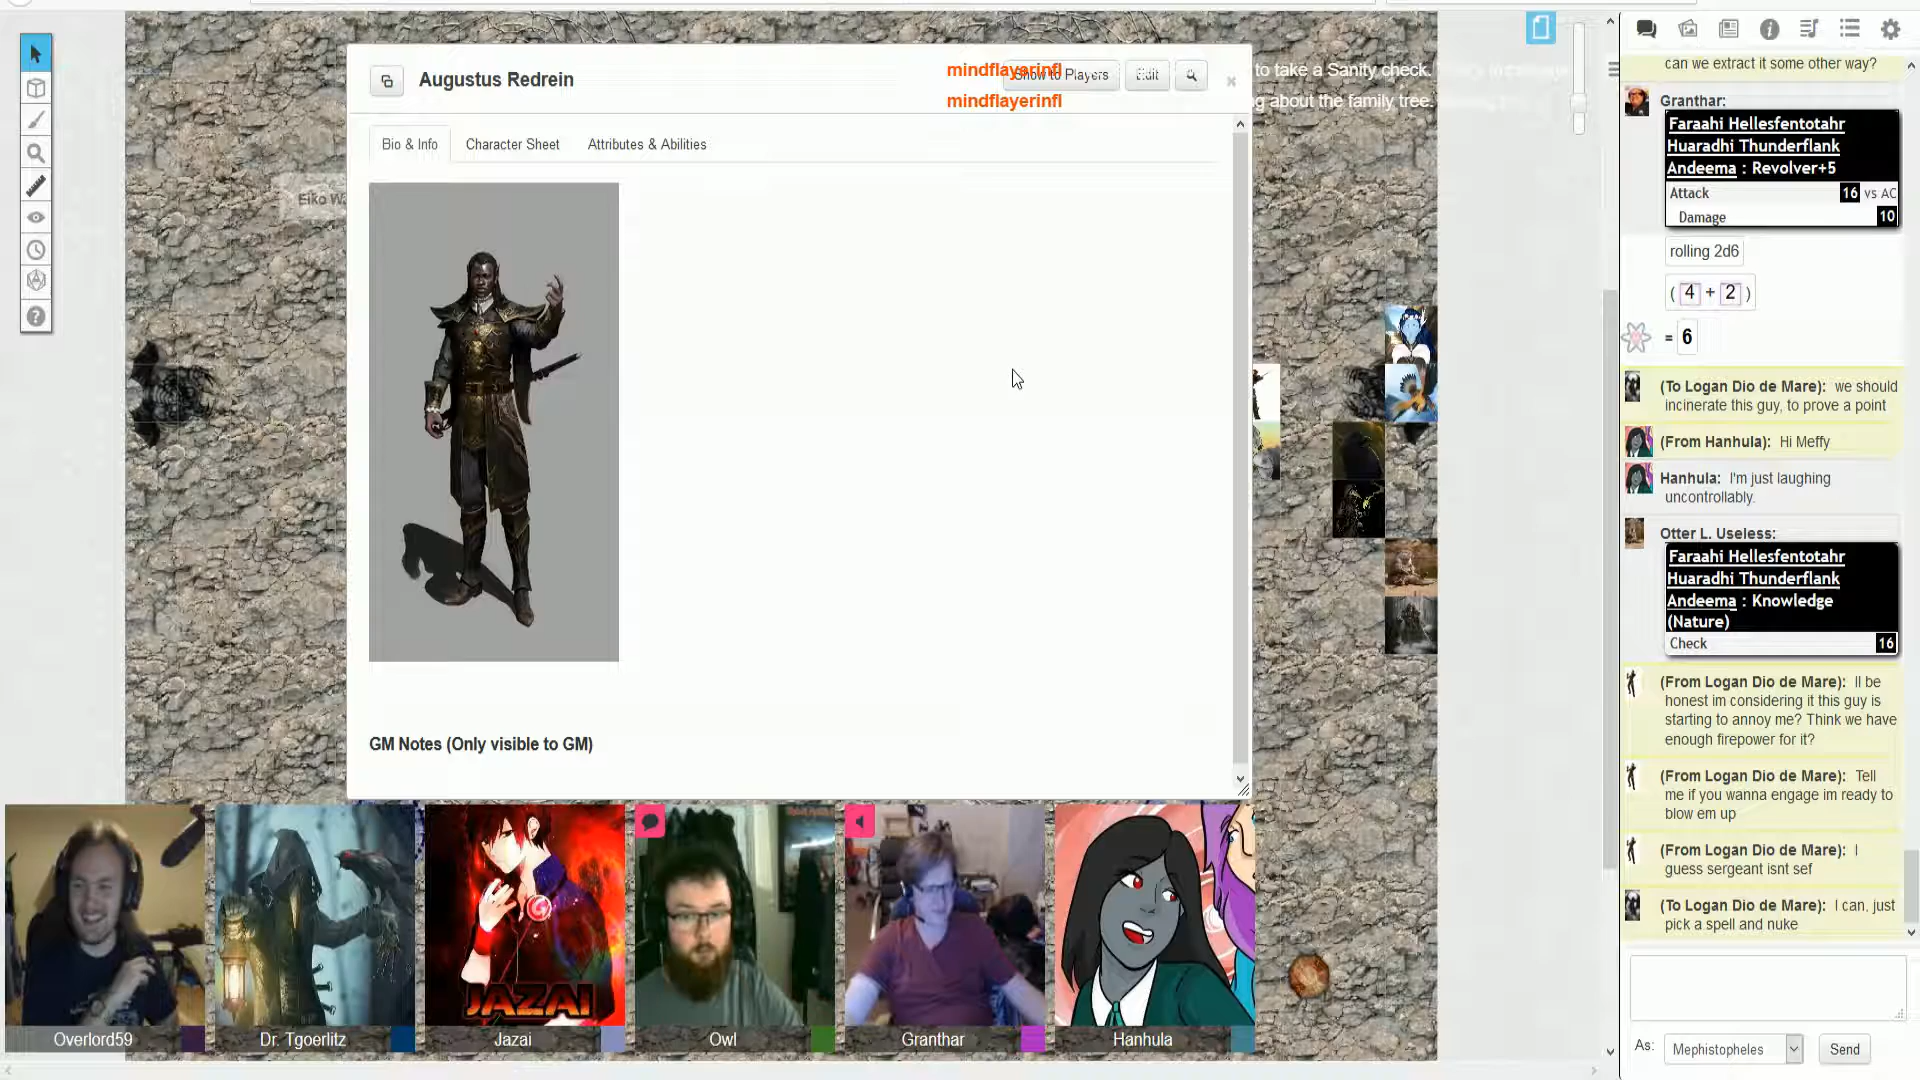 Augustus Redrein
mindflayerinfl
Show to Players
Edit
to take a Sanity check.
mindflayerinfl
g about the family tree.
Bio & Info
Character Sheet
Attributes & Abilities
Eiko W.
GM Notes (Only visible to GM)
JAZAI
Overlord59
Dr. Tgoerlitz
Jazai
Owl
Granthar
Hanhula
can we extract it some other way?
Granthar:
Faraahi Hellesfentotahr
Huaradhi Thunderflank
Andeema : Revolver+5
Attack 16 vs AC
Damage 10
rolling 2d6
( 4 + 2 )
= 6
(To Logan Dio de Mare): we should
incinerate this guy, to prove a point
(From Hanhula): Hi Meffy
Hanhula: I'm just laughing
uncontrollably.
Otter L. Useless:
Faraahi Hellesfentotahr
Huaradhi Thunderflank
Andeema : Knowledge
(Nature)
Check 16
(From Logan Dio de Mare): Il be
honest im considering it this guy is
starting to annoy me? Think we have
enough firepower for it?
(From Logan Dio de Mare): Tell
me if you wanna engage im ready to
blow em up
(From Logan Dio de Mare): I
guess sergeant isnt sef
(To Logan Dio de Mare): I can, just
pick a spell and nuke
As: Mephistopheles Send